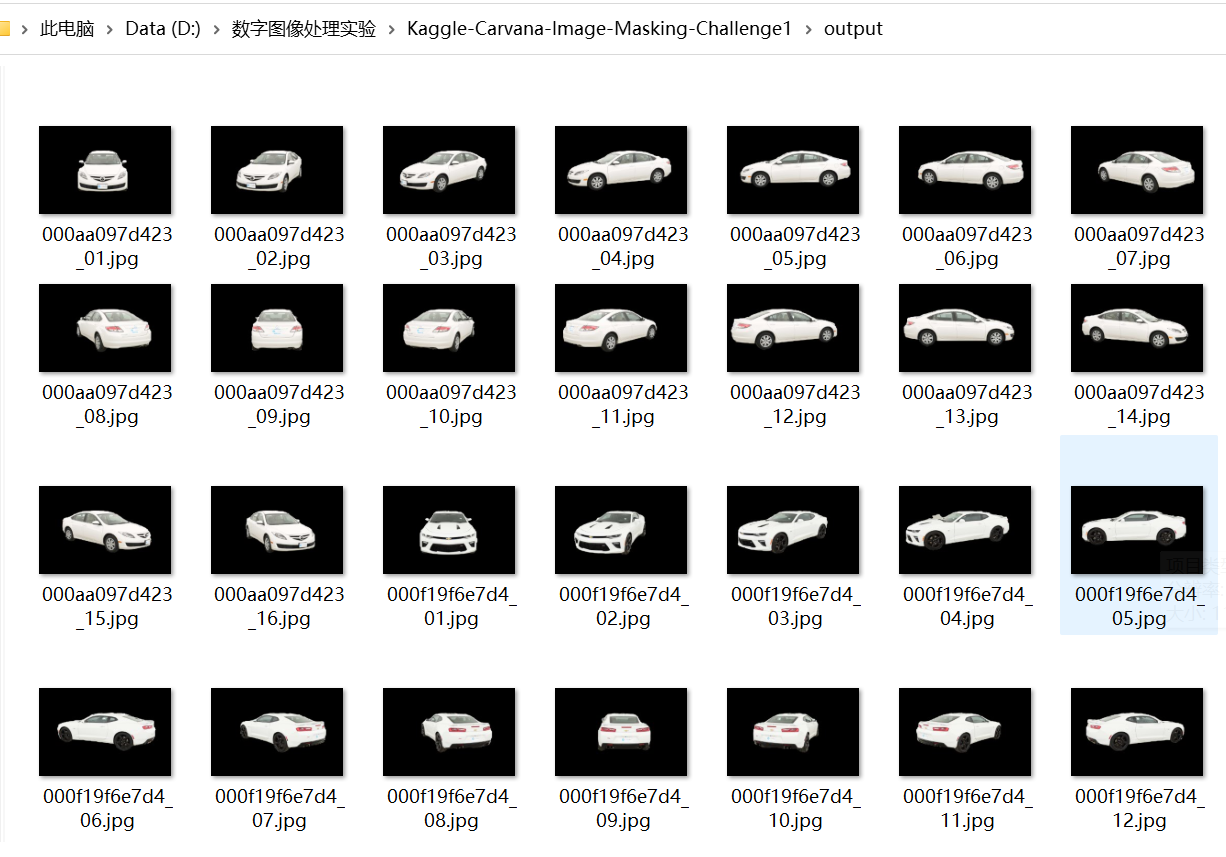 此电脑 > Data (D:) > 数字图像处理实验 > Kaggle-Carvana-Image-Masking-Challenge1 > output
000aa097d423_01.jpg
000aa097d423_02.jpg
000aa097d423_03.jpg
000aa097d423_04.jpg
000aa097d423_05.jpg
000aa097d423_06.jpg
000aa097d423_07.jpg
000aa097d423_08.jpg
000aa097d423_09.jpg
000aa097d423_10.jpg
000aa097d423_11.jpg
000aa097d423_12.jpg
000aa097d423_13.jpg
000aa097d423_14.jpg
000aa097d423_15.jpg
000aa097d423_16.jpg
000f19f6e7d4_01.jpg
000f19f6e7d4_02.jpg
000f19f6e7d4_03.jpg
000f19f6e7d4_04.jpg
000f19f6e7d4_05.jpg
000f19f6e7d4_06.jpg
000f19f6e7d4_07.jpg
000f19f6e7d4_08.jpg
000f19f6e7d4_09.jpg
000f19f6e7d4_10.jpg
000f19f6e7d4_11.jpg
000f19f6e7d4_12.jpg